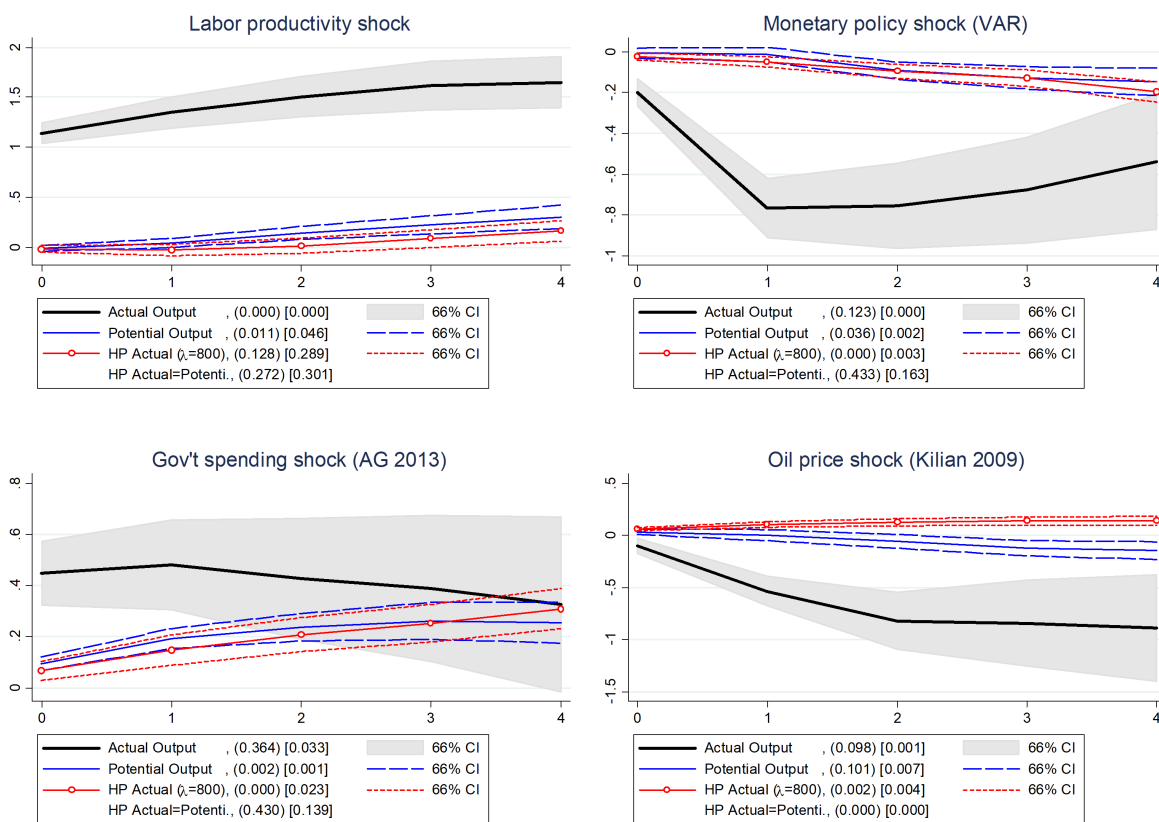 Labor productivity shock
2
1.5
1
.5
0
0 1 2 3 4
Actual Output , (0.000) [0.000] 66% CI
Potential Output , (0.011) [0.046] 66% CI
HP Actual (λ=800), (0.128) [0.289] 66% CI
HP Actual=Potenti., (0.272) [0.301]
Monetary policy shock (VAR)
0
-.2
-.4
-.6
-.8
-1
0 1 2 3 4
Actual Output , (0.123) [0.000] 66% CI
Potential Output , (0.036) [0.002] 66% CI
HP Actual (λ=800), (0.000) [0.003] 66% CI
HP Actual=Potenti., (0.433) [0.163]
Gov't spending shock (AG 2013)
.8
.6
.4
.2
0
0 1 2 3 4
Actual Output , (0.364) [0.033] 66% CI
Potential Output , (0.002) [0.001] 66% CI
HP Actual (λ=800), (0.000) [0.023] 66% CI
HP Actual=Potenti., (0.430) [0.139]
Oil price shock (Kilian 2009)
.5
0
-.5
-1
-1.5
0 1 2 3 4
Actual Output , (0.098) [0.001] 66% CI
Potential Output , (0.101) [0.007] 66% CI
HP Actual (λ=800), (0.002) [0.004] 66% CI
HP Actual=Potenti., (0.000) [0.000]